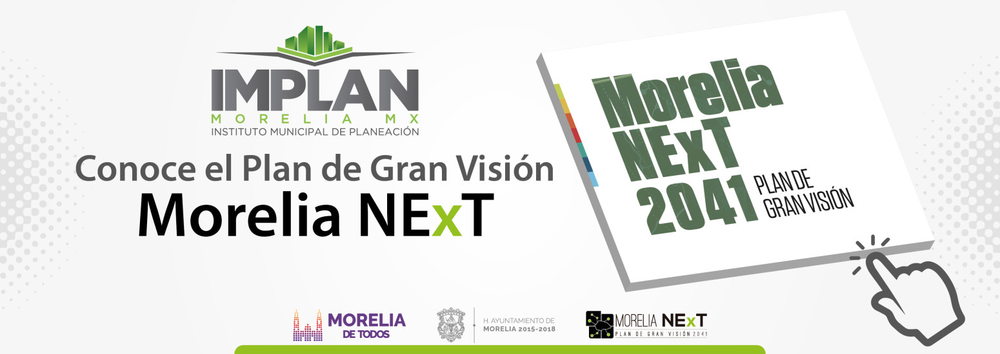 IMPLAN
MORELIA MX
INSTITUTO MUNICIPAL DE PLANEACIÓN
Conoce el Plan de Gran Visión
Morelia NExT
Morelia
NExT
2041
PLAN DE
GRAN VISIÓN
MORELIA
DE TODOS
H. AYUNTAMIENTO DE
MORELIA 2015-2018
MORELIA NExT
PLAN DE GRAN VISIÓN 2041